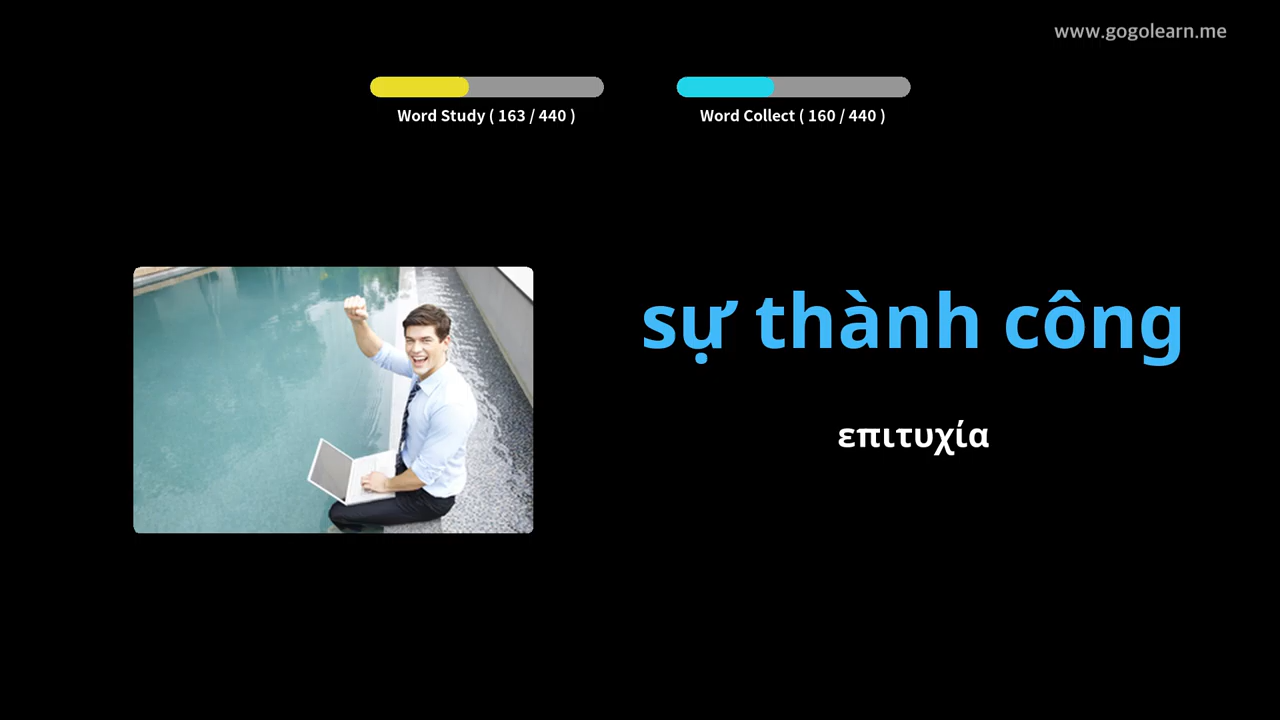 www.gogolearn.me
Word Study ( 163 / 440 )
Word Collect ( 160 / 440 )
sự thành công
επιτυχία